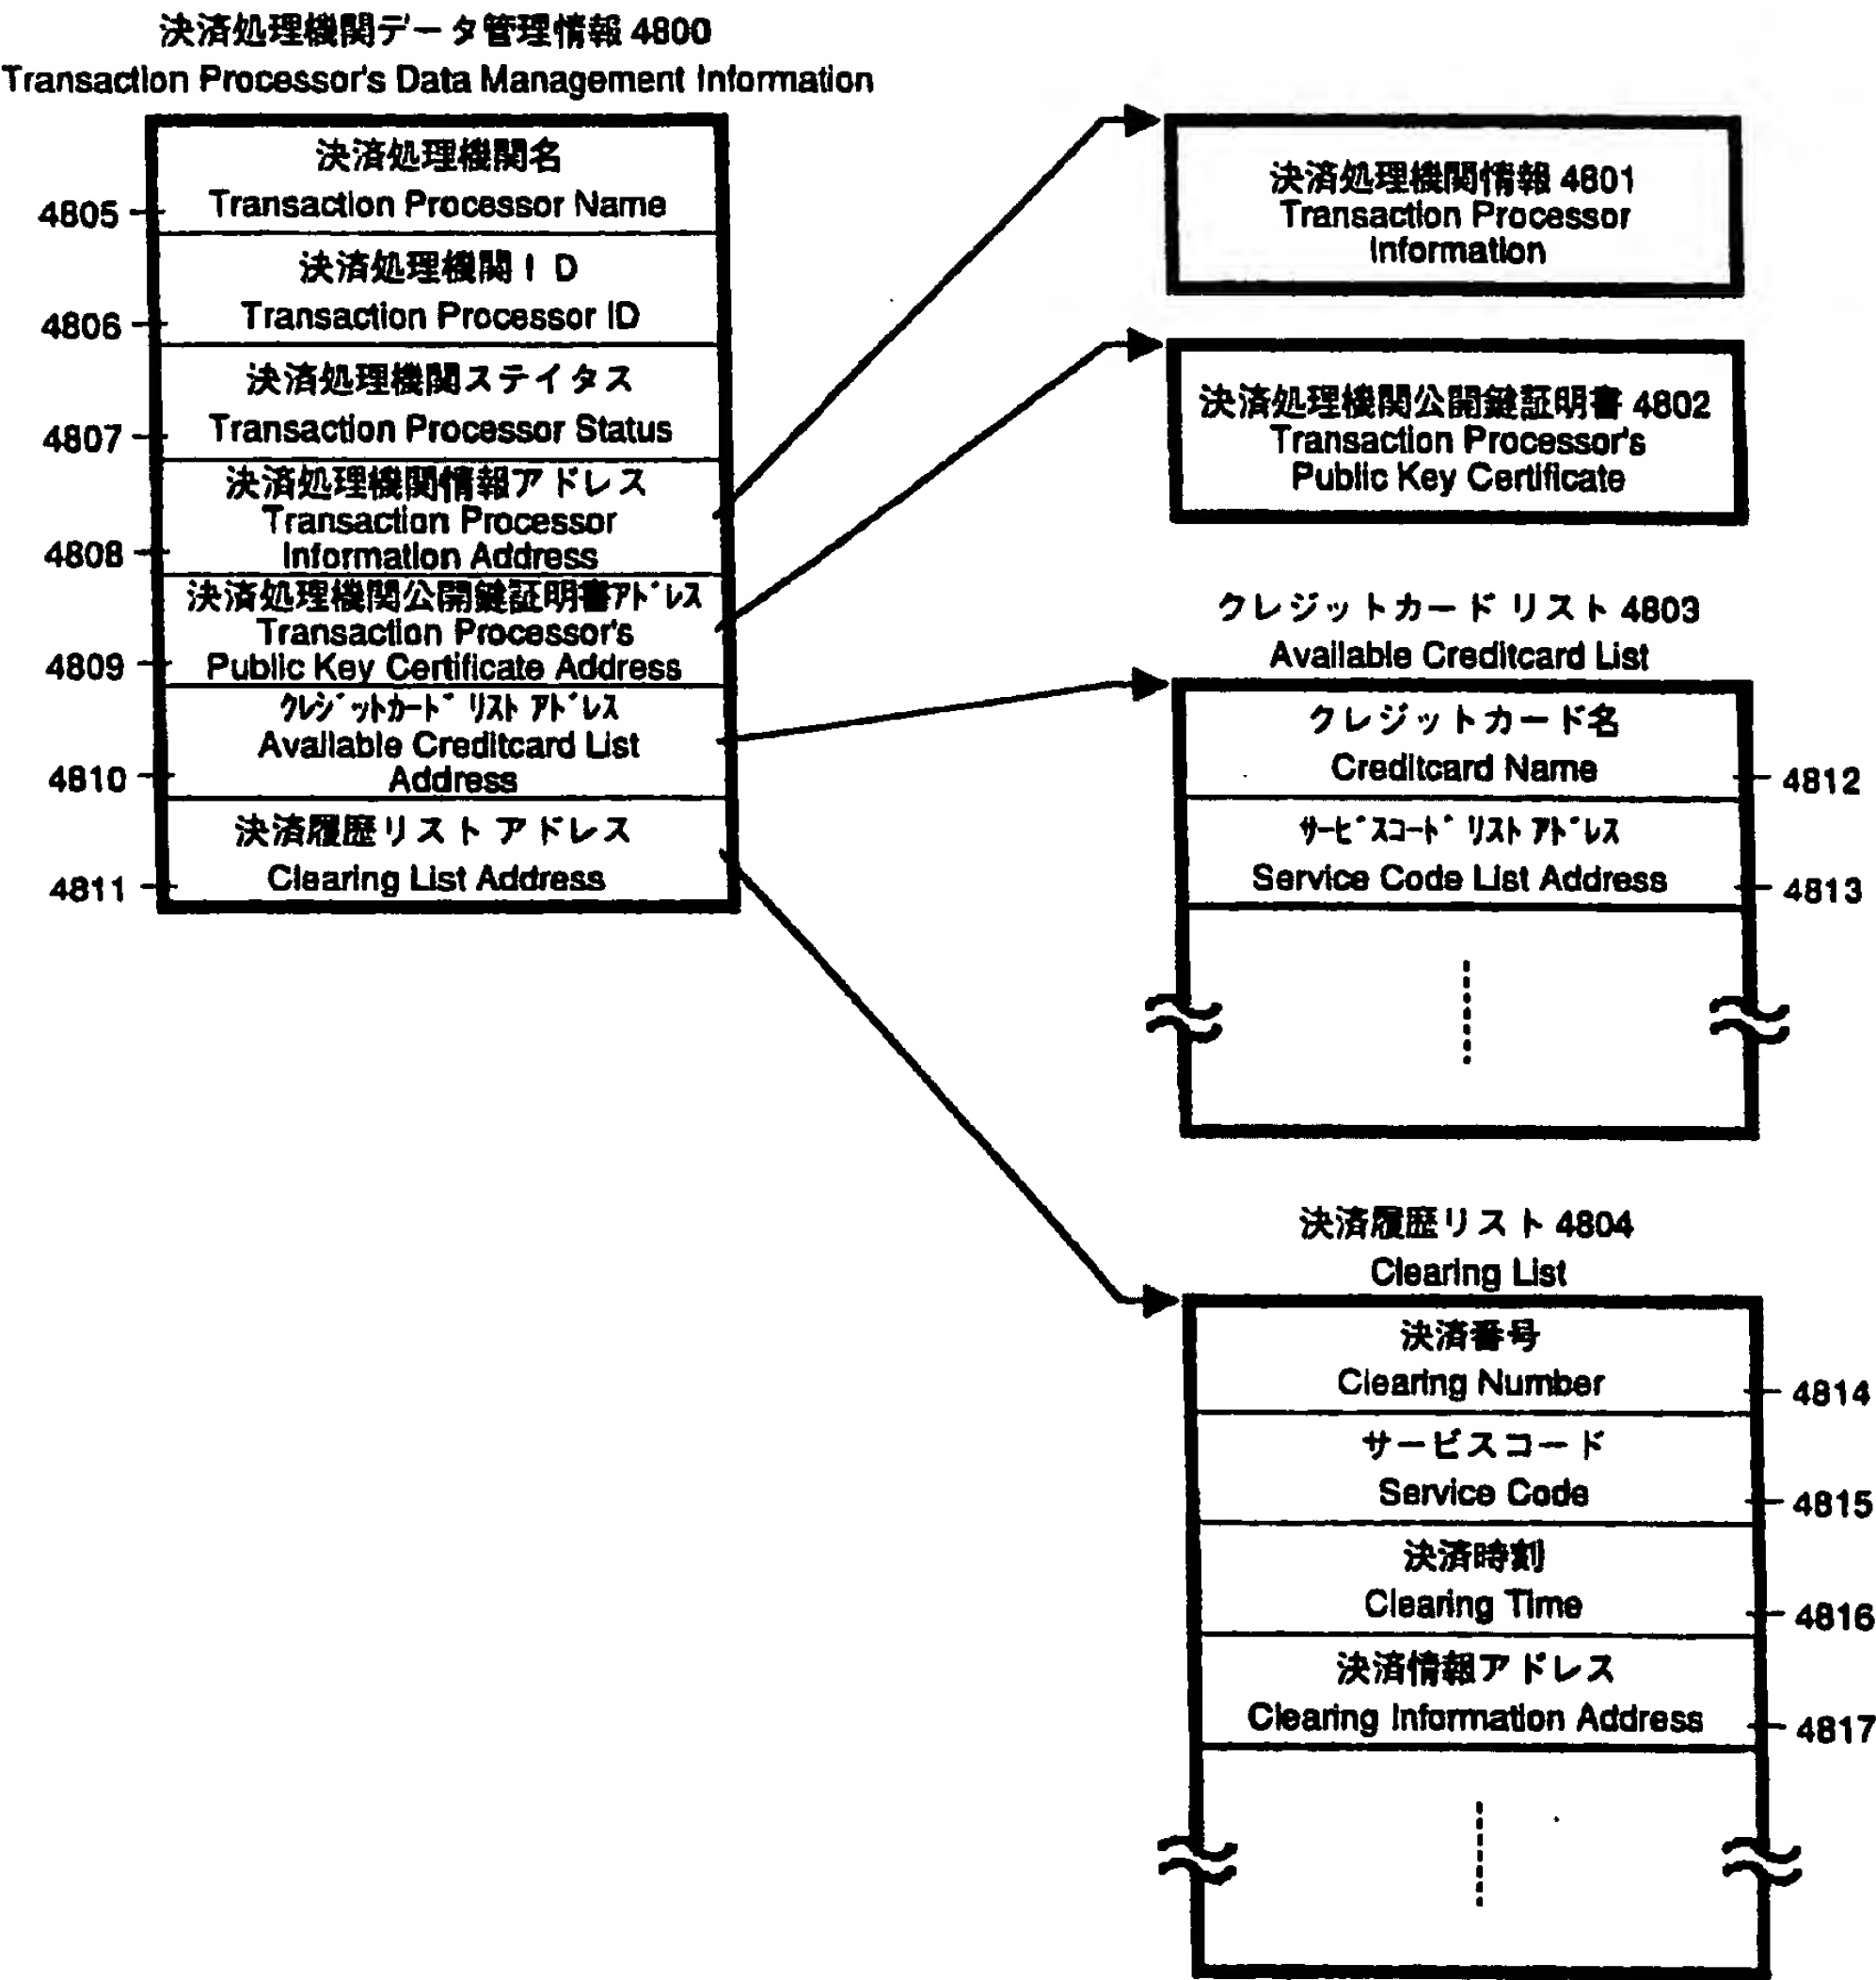 決済処理機関データ管理情報 4800
Transaction Processor's Data Management Information
決済処理機関名
Transaction Processor Name
4805
決済処理機関ID
Transaction Processor ID
4806
決済処理機関ステイタス
Transaction Processor Status
4807
決済処理機関情報アドレス
Transaction Processor
Information Address
4808
決済処理機関公開鍵証明書ｱﾄﾞﾚｽ
Transaction Processor's
Public Key Certificate Address
4809
ｸﾚｼﾞｯﾄｶｰﾄﾞ ﾘｽﾄ ｱﾄﾞﾚｽ
Available Creditcard List
Address
4810
決済履歴リスト アドレス
Clearing List Address
4811
決済処理機関情報 4801
Transaction Processor
Information
決済処理機関公開鍵証明書 4802
Transaction Processor's
Public Key Certificate
クレジットカード リスト 4803
Available Creditcard List
クレジットカード名
Creditcard Name
4812
ｻｰﾋﾞｽｺｰﾄﾞ ﾘｽﾄ ｱﾄﾞﾚｽ
Service Code List Address
4813
決済履歴リスト 4804
Clearing List
決済番号
Clearing Number
4814
サービスコード
Service Code
4815
決済時刻
Clearing Time
4816
決済情報アドレス
Clearing Information Address
4817